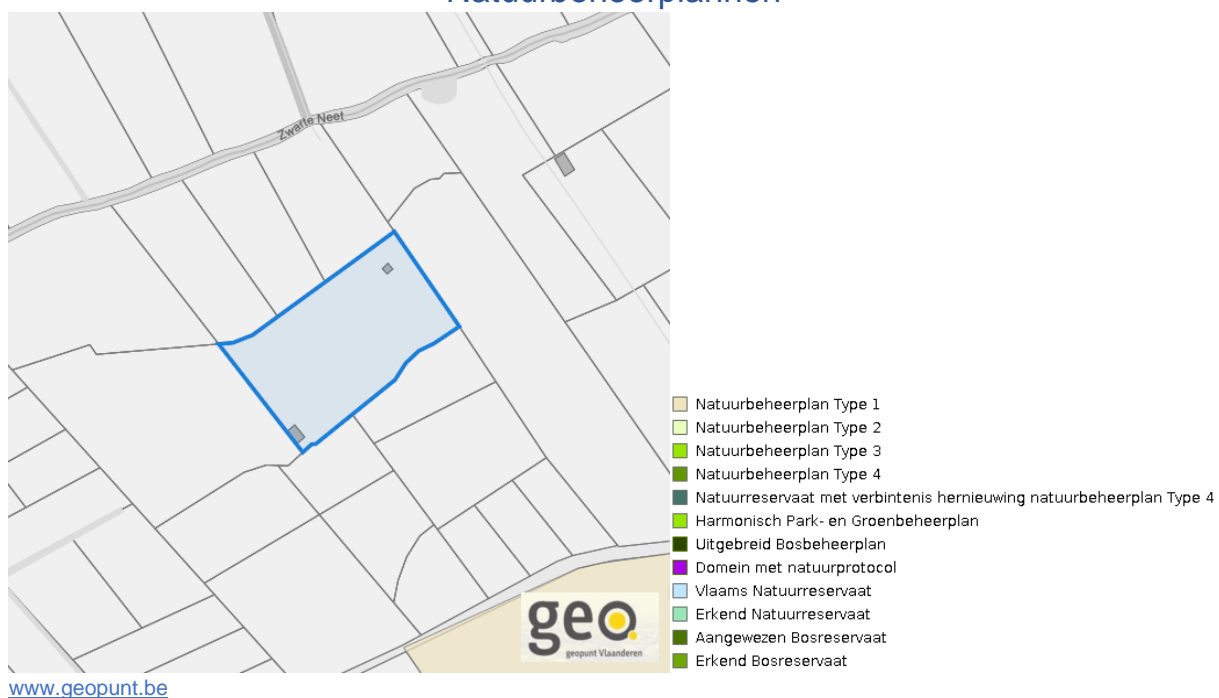 Natuurbeheerplannen
Zwarte Neet
Natuurbeheerplan Type 1
Natuurbeheerplan Type 2
Natuurbeheerplan Type 3
Natuurbeheerplan Type 4
Natuurreservaat met verbintenis hernieuwing natuurbeheerplan Type 4
Harmonisch Park- en Groenbeheerplan
Uitgebreid Bosbeheerplan
Domein met natuurprotocol
Vlaams Natuurreservaat
Erkend Natuurreservaat
Aangewezen Bosreservaat
Erkend Bosreservaat
geo
geopunt Vlaanderen
www.geopunt.be